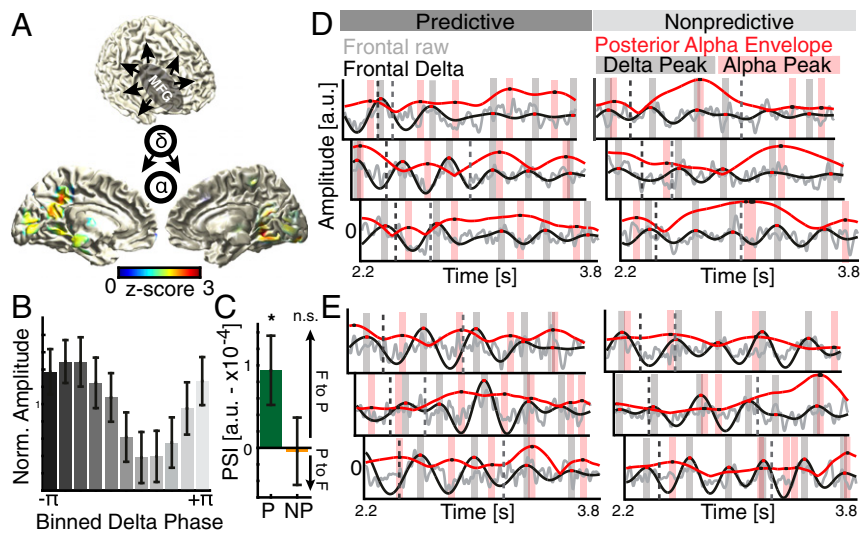 A
MFG
δ
α
0 z-score 3
B
Norm. Amplitude
1
-π +π
Binned Delta Phase
C
PSI [a.u. - x10-4]
1
0
* n.s.
F to P
P to F
P NP
D
Predictive Nonpredictive
Frontal raw
Frontal Delta
Posterior Alpha Envelope
Delta Peak Alpha Peak
Amplitude [a.u.]
0
2.2 Time [s] 3.8
Time [s]
2.2 3.8
E
0
2.2 Time [s] 3.8
2.2 Time [s] 3.8